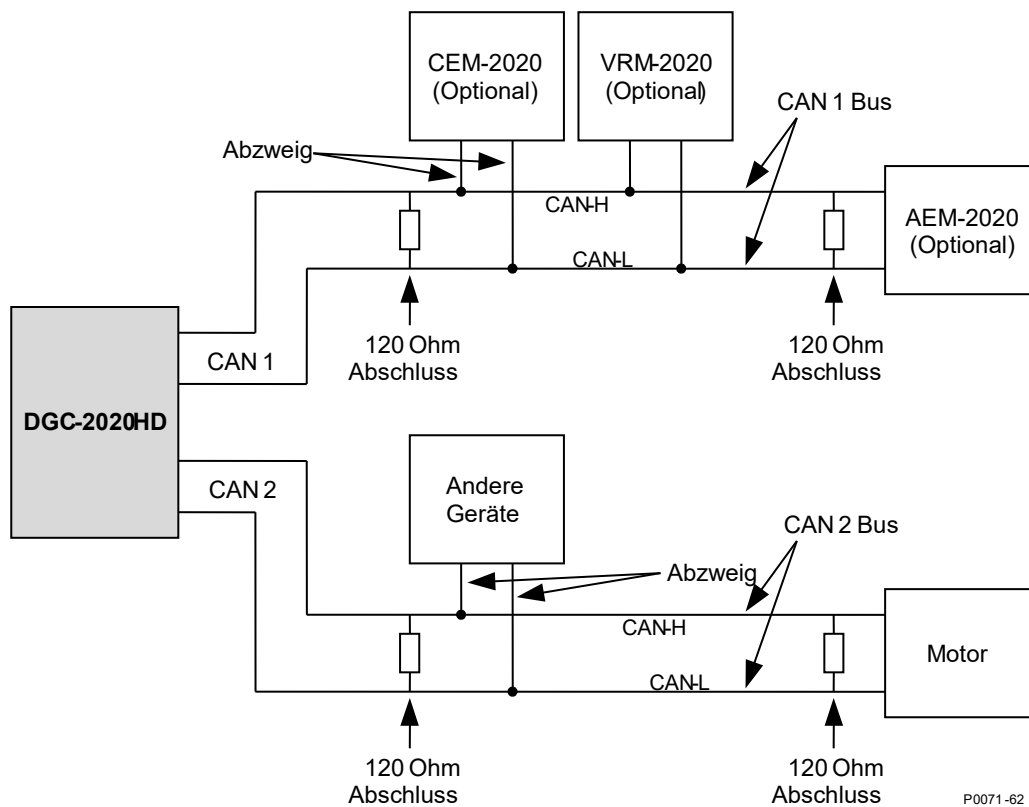 CEM-2020
(Optional)
VRM-2020
(Optional)
CAN 1 Bus
Abzweig
CAN-H
AEM-2020
(Optional)
CAN-L
120 Ohm
Abschluss
120 Ohm
Abschluss
CAN 1
DGC-2020HD
CAN 2
Andere
Geräte
CAN 2 Bus
Abzweig
CAN-H
Motor
CAN-L
120 Ohm
Abschluss
120 Ohm
Abschluss
P0071-62